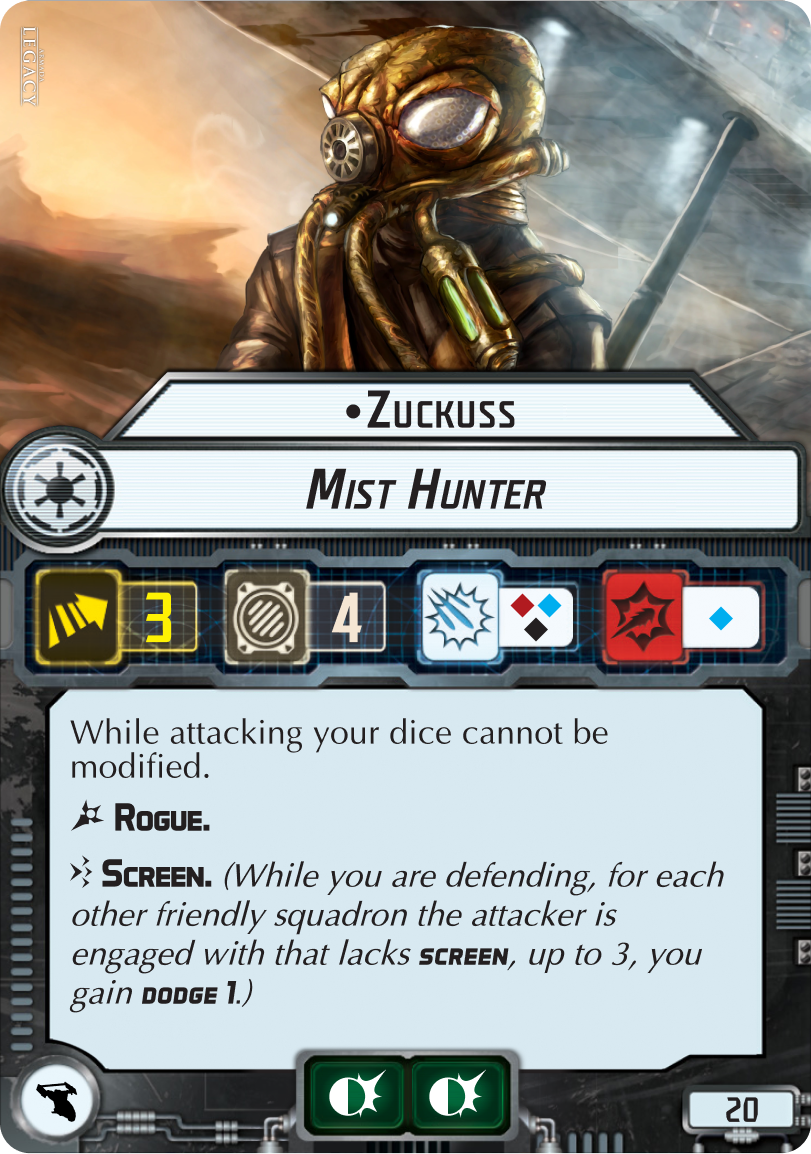 ARMADA
LEGACY
•Zuckuss
Mist Hunter
3
4
While attacking your dice cannot be
modified.
Rogue.
Screen. (While you are defending, for each
other friendly squadron the attacker is
engaged with that lacks screen, up to 3, you
gain dodge 1.)
20